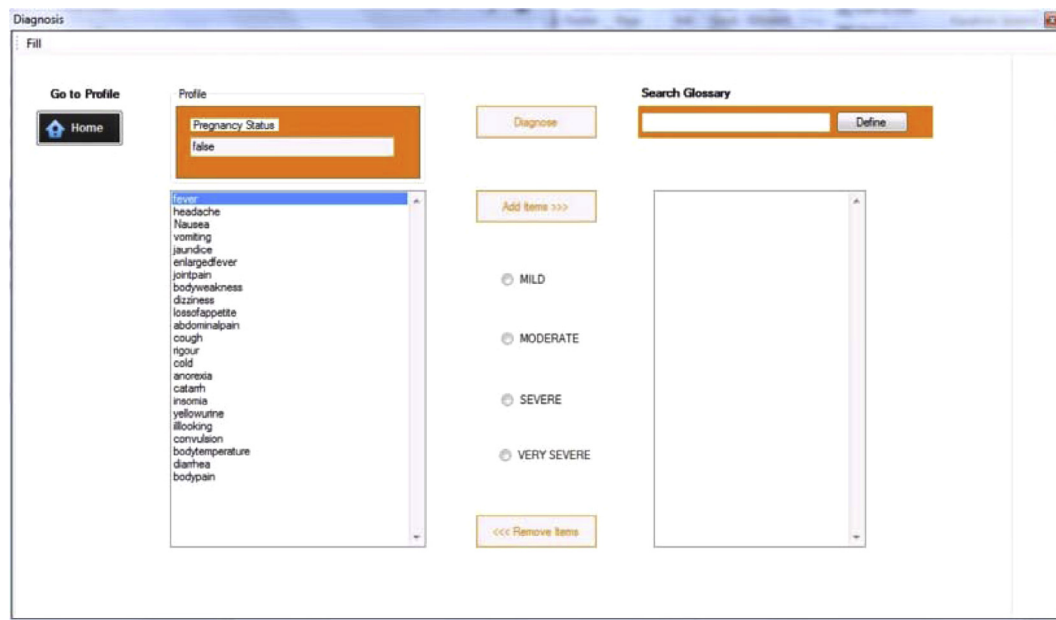 Diagnosis
Fill
Go to Profile
Home
Profile
Pregnancy Status
false
Diagnose
Search Glossary
Define
fever
headache
Nausea
vomiting
jaundice
enlargedfever
jointpain
bodyweakness
dizziness
lossofappetite
abdominalpain
cough
rigour
cold
anorexia
catarrh
insomia
yellowurine
illlooking
convulsion
bodytemperature
diarrhea
bodypain
Add Items >>>
MILD
MODERATE
SEVERE
VERY SEVERE
<<< Remove Items